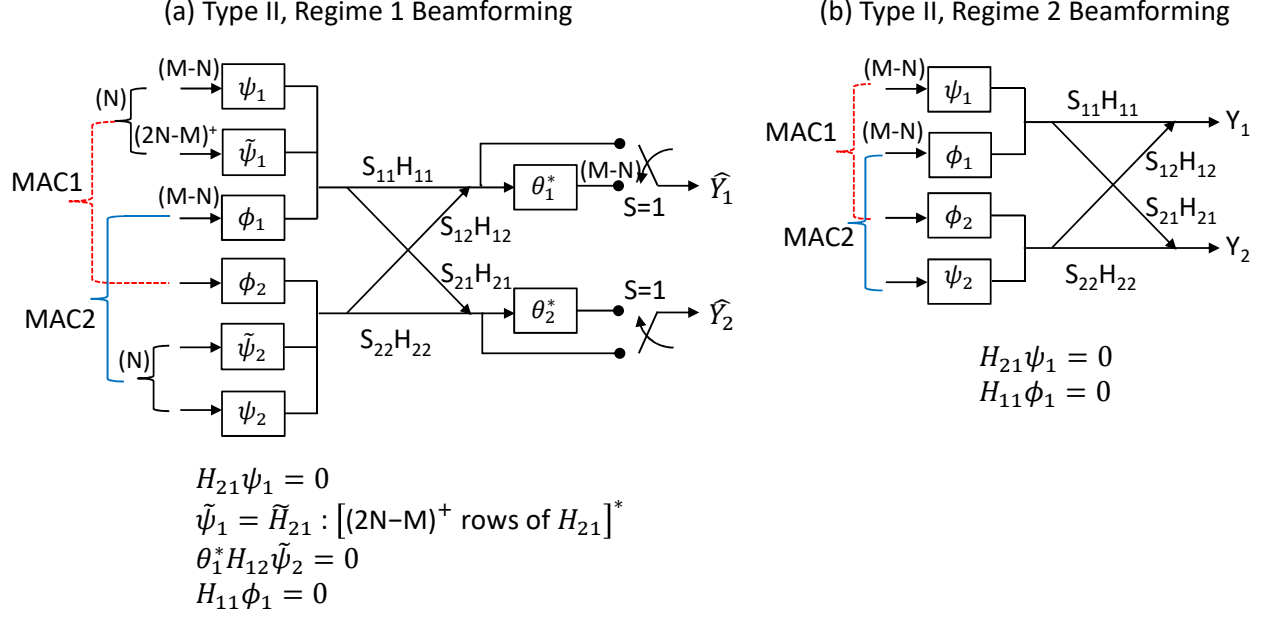 (a) Type II, Regime 1 Beamforming
(M-N)
ψ₁
(N)
(2N-M)⁺
ψ̃₁
MAC1
(M-N)
ϕ₁
MAC2
ϕ₂
(N)
ψ̃₂
ψ₂
S₁₁H₁₁
S₁₂H₁₂
S₂₁H₂₁
S₂₂H₂₂
θ₁*
(M-N)
S=1
Ŷ₁
θ₂*
S=1
Ŷ₂
H₂₁ψ₁ = 0
ψ̃₁ = H̃₂₁ : [(2N−M)⁺ rows of H₂₁]*
θ₁*H₁₂ψ̃₂ = 0
H₁₁ϕ₁ = 0
(b) Type II, Regime 2 Beamforming
(M-N)
ψ₁
(M-N)
ϕ₁
MAC1
ϕ₂
MAC2
ψ₂
S₁₁H₁₁
Y₁
S₁₂H₁₂
S₂₁H₂₁
Y₂
S₂₂H₂₂
H₂₁ψ₁ = 0
H₁₁ϕ₁ = 0